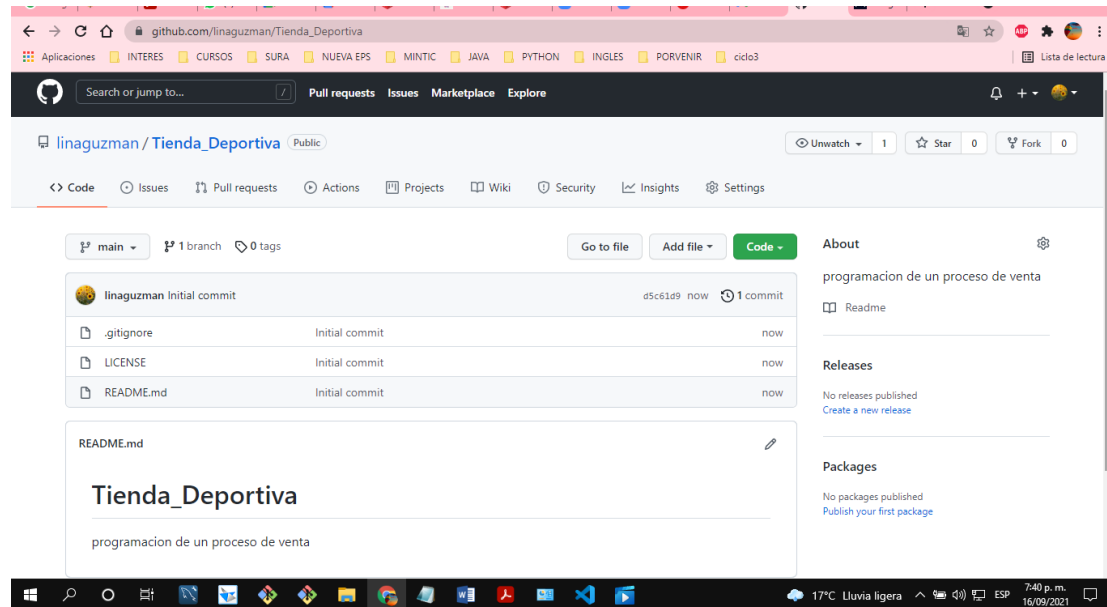 github.com/linaguzman/Tienda_Deportiva
ABP
Aplicaciones INTERES CURSOS SURA NUEVA EPS MINTIC JAVA PYTHON INGLES PORVENIR ciclo3 Lista de lectura
Search or jump to... / Pull requests Issues Marketplace Explore
linaguzman / Tienda_Deportiva Public Unwatch 1 Star 0 Fork 0
<> Code Issues Pull requests Actions Projects Wiki Security Insights Settings
main 1 branch 0 tags Go to file Add file Code
linaguzman Initial commit d5c61d9 now 1 commit
.gitignore Initial commit now
LICENSE Initial commit now
README.md Initial commit now
README.md
Tienda_Deportiva
programacion de un proceso de venta
About
programacion de un proceso de venta
Readme
Releases
No releases published
Create a new release
Packages
No packages published
Publish your first package
17°C Lluvia ligera ESP 7:40 p. m.
16/09/2021